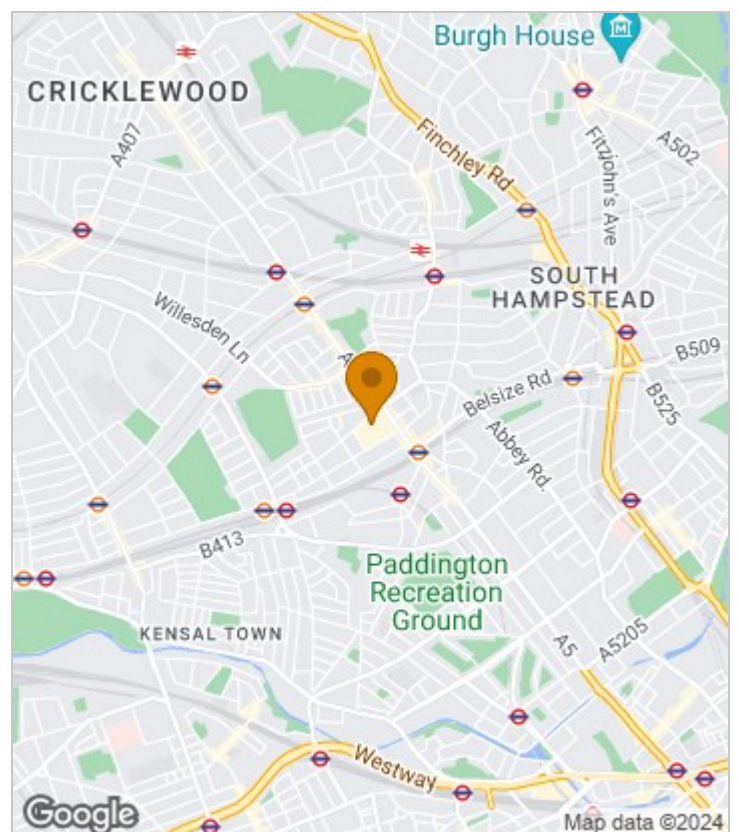 Burgh House
M
CRICKLEWOOD
A407
Finchley Rd
Fitzjohn's Ave
A502
SOUTH
HAMPSTEAD
Willesden Ln
B509
Belsize Rd
B525
Abbey Rd.
B413
Paddington
Recreation
Ground
KENSAL TOWN
A5
A5205
Westway
Google
Map data ©2024